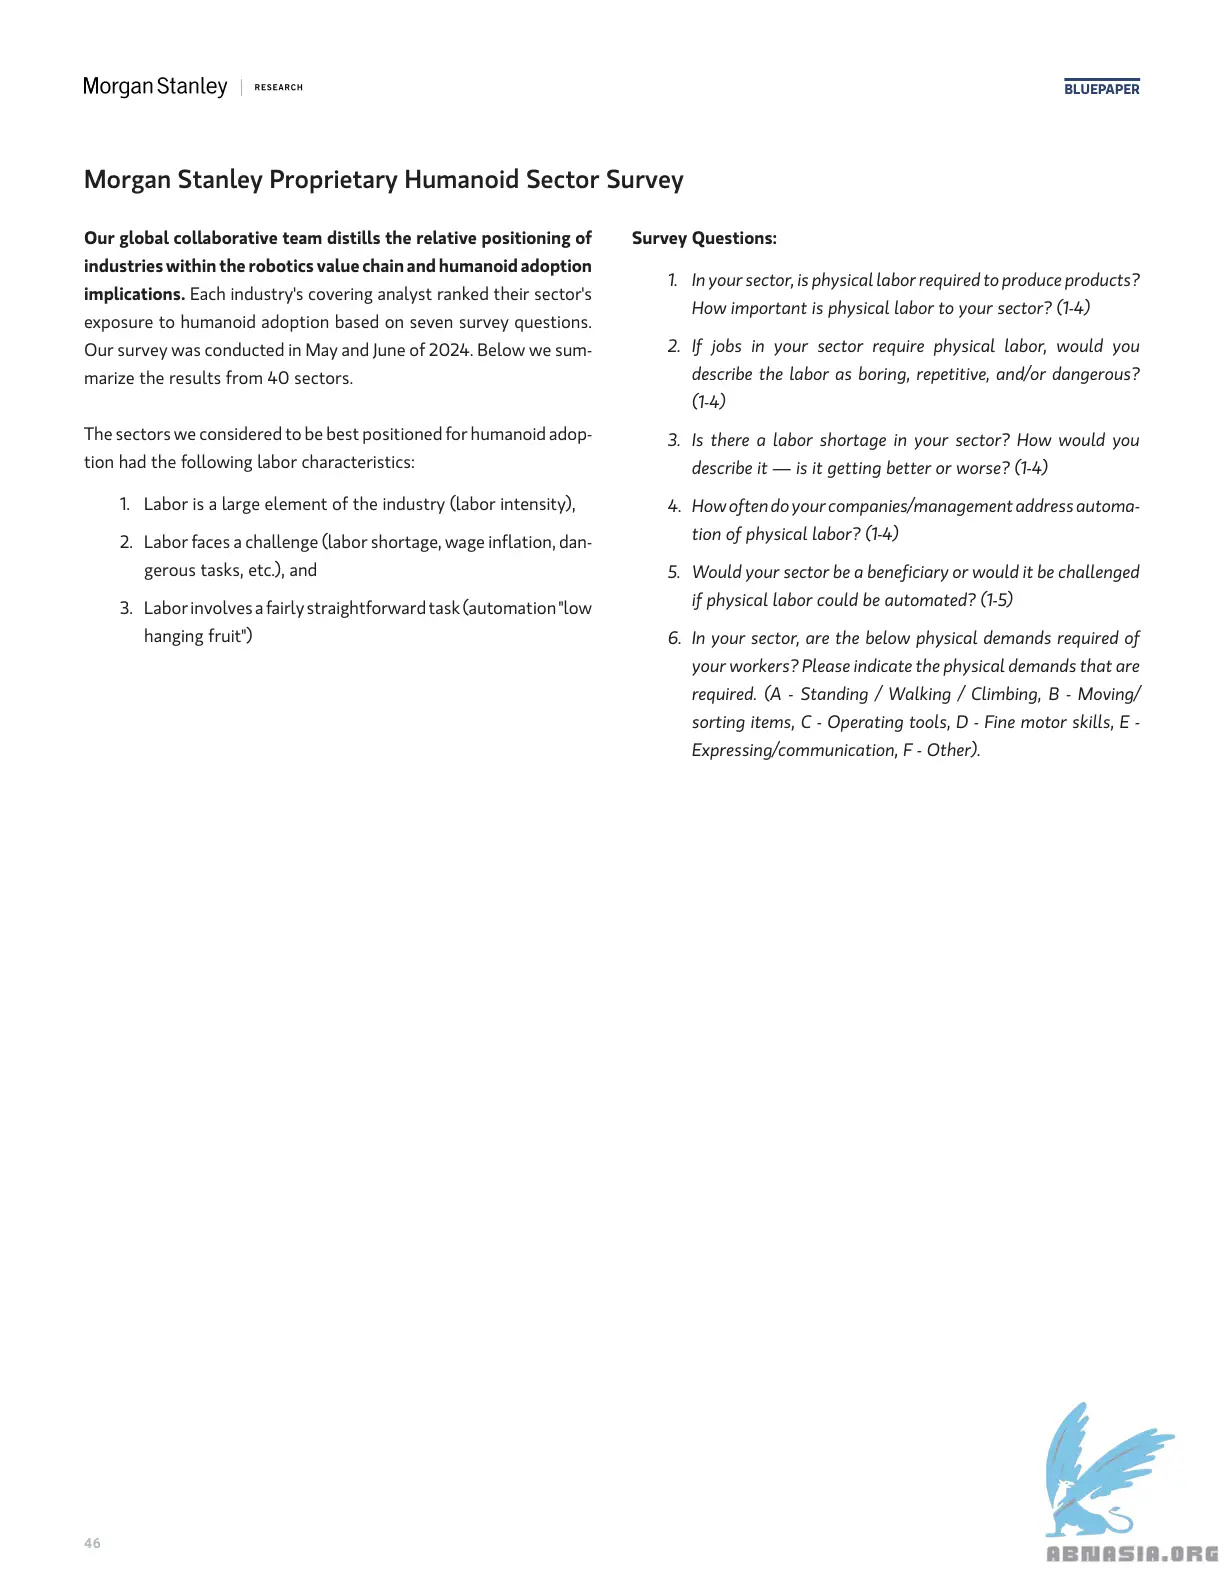 Morgan Stanley | RESEARCH
BLUEPAPER
Morgan Stanley Proprietary Humanoid Sector Survey
Our global collaborative team distills the relative positioning of
industries within the robotics value chain and humanoid adoption
implications. Each industry's covering analyst ranked their sector's
exposure to humanoid adoption based on seven survey questions.
Our survey was conducted in May and June of 2024. Below we sum-
marize the results from 40 sectors.
The sectors we considered to be best positioned for humanoid adop-
tion had the following labor characteristics:
1. Labor is a large element of the industry (labor intensity),
2. Labor faces a challenge (labor shortage, wage inflation, dan-
gerous tasks, etc.), and
3. Labor involves a fairly straightforward task (automation "low
hanging fruit")
Survey Questions:
1. In your sector, is physical labor required to produce products?
How important is physical labor to your sector? (1-4)
2. If jobs in your sector require physical labor, would you
describe the labor as boring, repetitive, and/or dangerous?
(1-4)
3. Is there a labor shortage in your sector? How would you
describe it — is it getting better or worse? (1-4)
4. How often do your companies/management address automa-
tion of physical labor? (1-4)
5. Would your sector be a beneficiary or would it be challenged
if physical labor could be automated? (1-5)
6. In your sector, are the below physical demands required of
your workers? Please indicate the physical demands that are
required. (A - Standing / Walking / Climbing, B - Moving/
sorting items, C - Operating tools, D - Fine motor skills, E -
Expressing/communication, F - Other).
46
ABNASIA.ORG